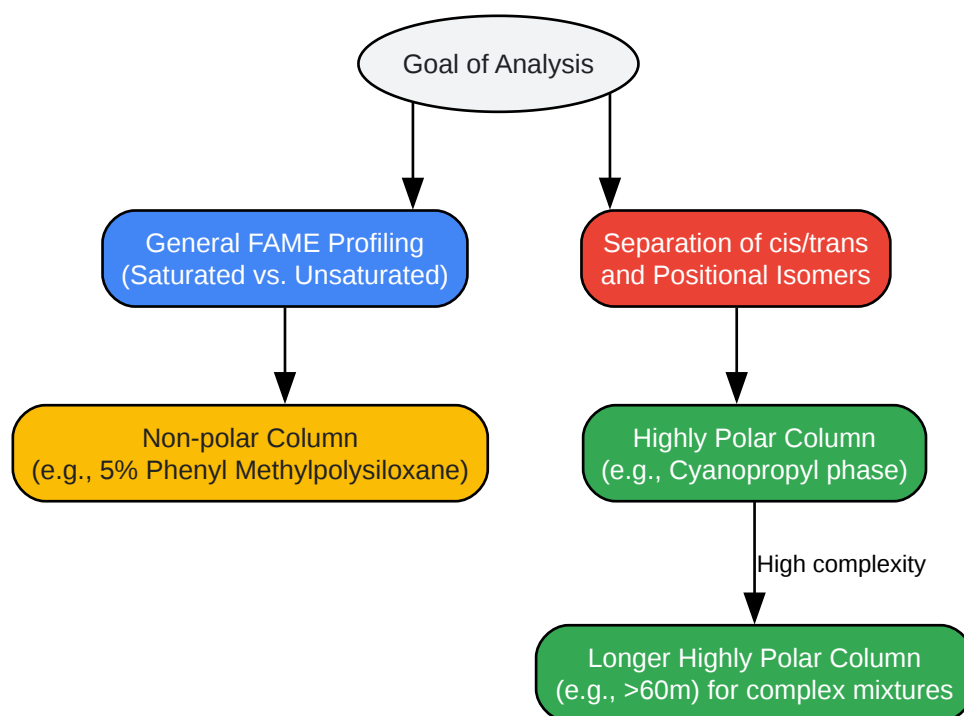 Goal of Analysis
General FAME Profiling
(Saturated vs. Unsaturated)
Separation of cis/trans
and Positional Isomers
Non-polar Column
(e.g., 5% Phenyl Methylpolysiloxane)
Highly Polar Column
(e.g., Cyanopropyl phase)
High complexity
Longer Highly Polar Column
(e.g., >60m) for complex mixtures